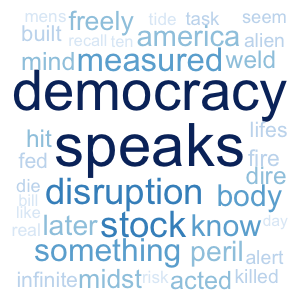 mens tide task seem
built freely america alien
recall ten
mind measured weld
democracy
hit speaks lifes
fed fire
die disruption body dire
bill
like later stock know day
real
something peril alert
infinite midst risk acted killed